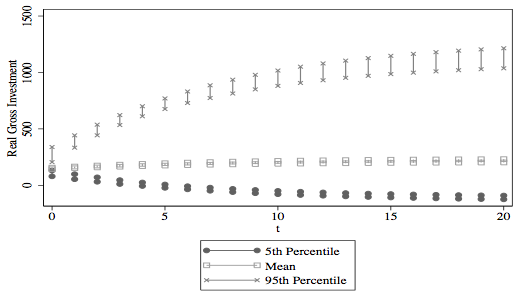 Real Gross Investment
1500
1000
500
0
0 5 10 15 20
t
5th Percentile
Mean
95th Percentile